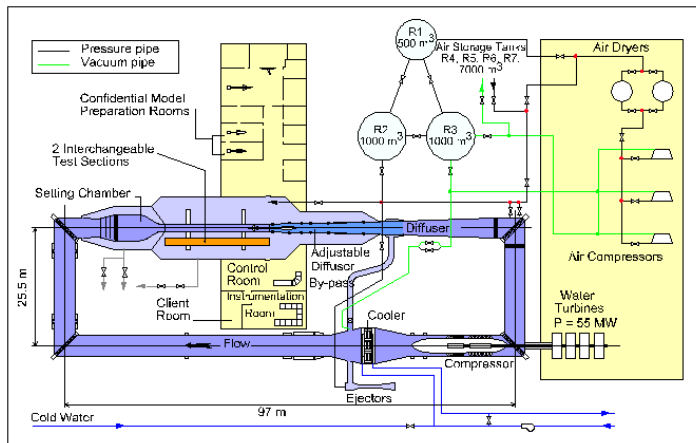 Pressure pipe
Vacuum pipe
R1
500 m3
Air Storage Tanks
R4, R5, R6, R7,
7000 m3
Air Dryers
Confidential Model
Preparation Rooms
R2
1000 m3
R3
1000 m3
2 Interchangeable
Test Sections
Setling Chamber
Diffuser
Adjustable
Diffuser
Control
Room
By-pass
Air Compressors
25.5 m
Client
Room
Instrumentation
Room
Cooler
Water
Turbines
P = 55 MW
Flow
Compressor
Ejectors
97 m
Cold Water